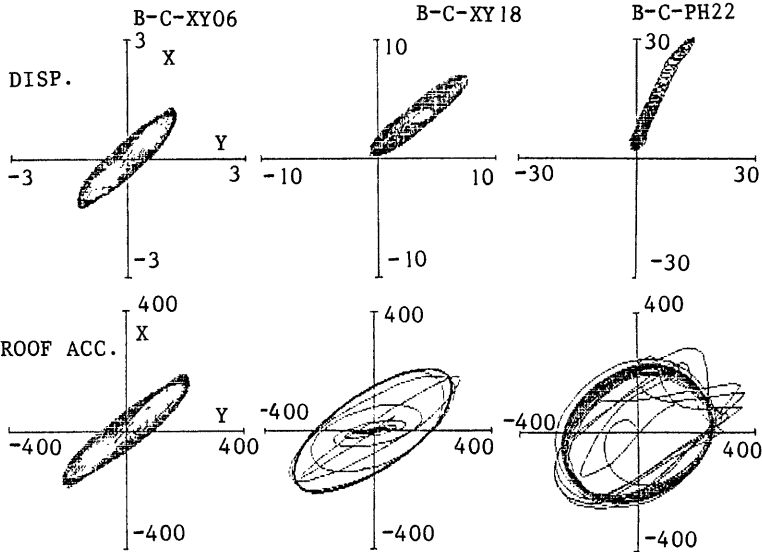 B-C-XY06 B-C-XY18 B-C-PH22
3 10 30
X
DISP.
Y
-3 3 -10 10 -30 30
-3 -10 -30
400 400 400
X
ROOF ACC.
Y -400 -400
-400 400 400 400
-400 -400 -400